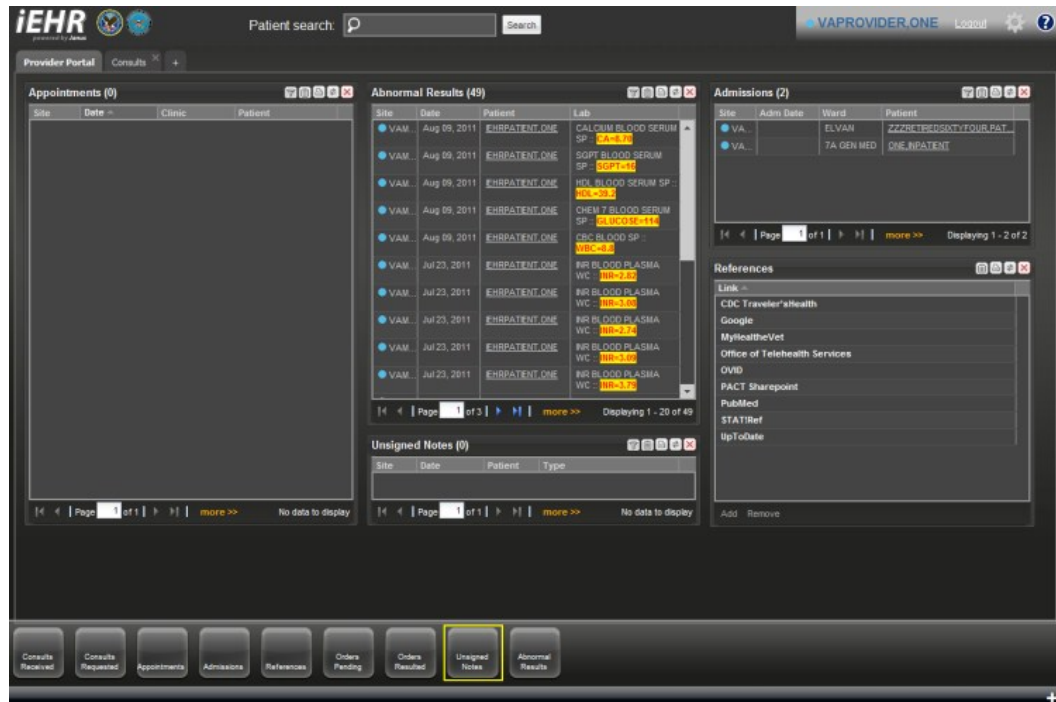 iEHR
powered by Janus
Patient search:
Search
VAPROVIDER,ONE
Logout
?
Provider Portal
Consults
+
Appointments (0)
Site Date Clinic Patient
Page 1 of 1 more >> No data to display
Abnormal Results (49)
Site Date Patient Lab
VAM... Aug 09, 2011 EHRPATIENT,ONE CALCIUM BLOOD SERUM
SP :: CA=8.70
VAM... Aug 09, 2011 EHRPATIENT,ONE SGPT BLOOD SERUM
SP :: SGPT=16
VAM... Aug 09, 2011 EHRPATIENT,ONE HDL BLOOD SERUM SP ::
HDL=39.2
VAM... Aug 09, 2011 EHRPATIENT,ONE CHEM 7 BLOOD SERUM
SP :: GLUCOSE=114
VAM... Aug 09, 2011 EHRPATIENT,ONE CBC BLOOD SP ::
WBC=0.8
VAM... Jul 23, 2011 EHRPATIENT,ONE INR BLOOD PLASMA
WC :: INR=2.82
VAM... Jul 23, 2011 EHRPATIENT,ONE INR BLOOD PLASMA
WC :: INR=3.08
VAM... Jul 23, 2011 EHRPATIENT,ONE INR BLOOD PLASMA
WC :: INR=2.74
VAM... Jul 23, 2011 EHRPATIENT,ONE INR BLOOD PLASMA
WC :: INR=3.09
VAM... Jul 23, 2011 EHRPATIENT,ONE INR BLOOD PLASMA
WC :: INR=3.79
Page 1 of 3 more >> Displaying 1 - 20 of 49
Unsigned Notes (0)
Site Date Patient Type
Page 1 of 1 more >> No data to display
Admissions (2)
Site Adm Date Ward Patient
VA... ELVAN ZZZRETIREDSIXTYFOUR,PAT...
VA... 7A GEN MED ONE,INPATIENT
Page 1 of 1 more >> Displaying 1 - 2 of 2
References
Link
CDC Traveler'sHealth
Google
MyHealtheVet
Office of Telehealth Services
OVID
PACT Sharepoint
PubMed
STAT!Ref
UpToDate
Add Remove
Consults Received
Consults Requested
Appointments
Admissions
References
Orders Pending
Orders Resulted
Unsigned Notes
Abnormal Results
+